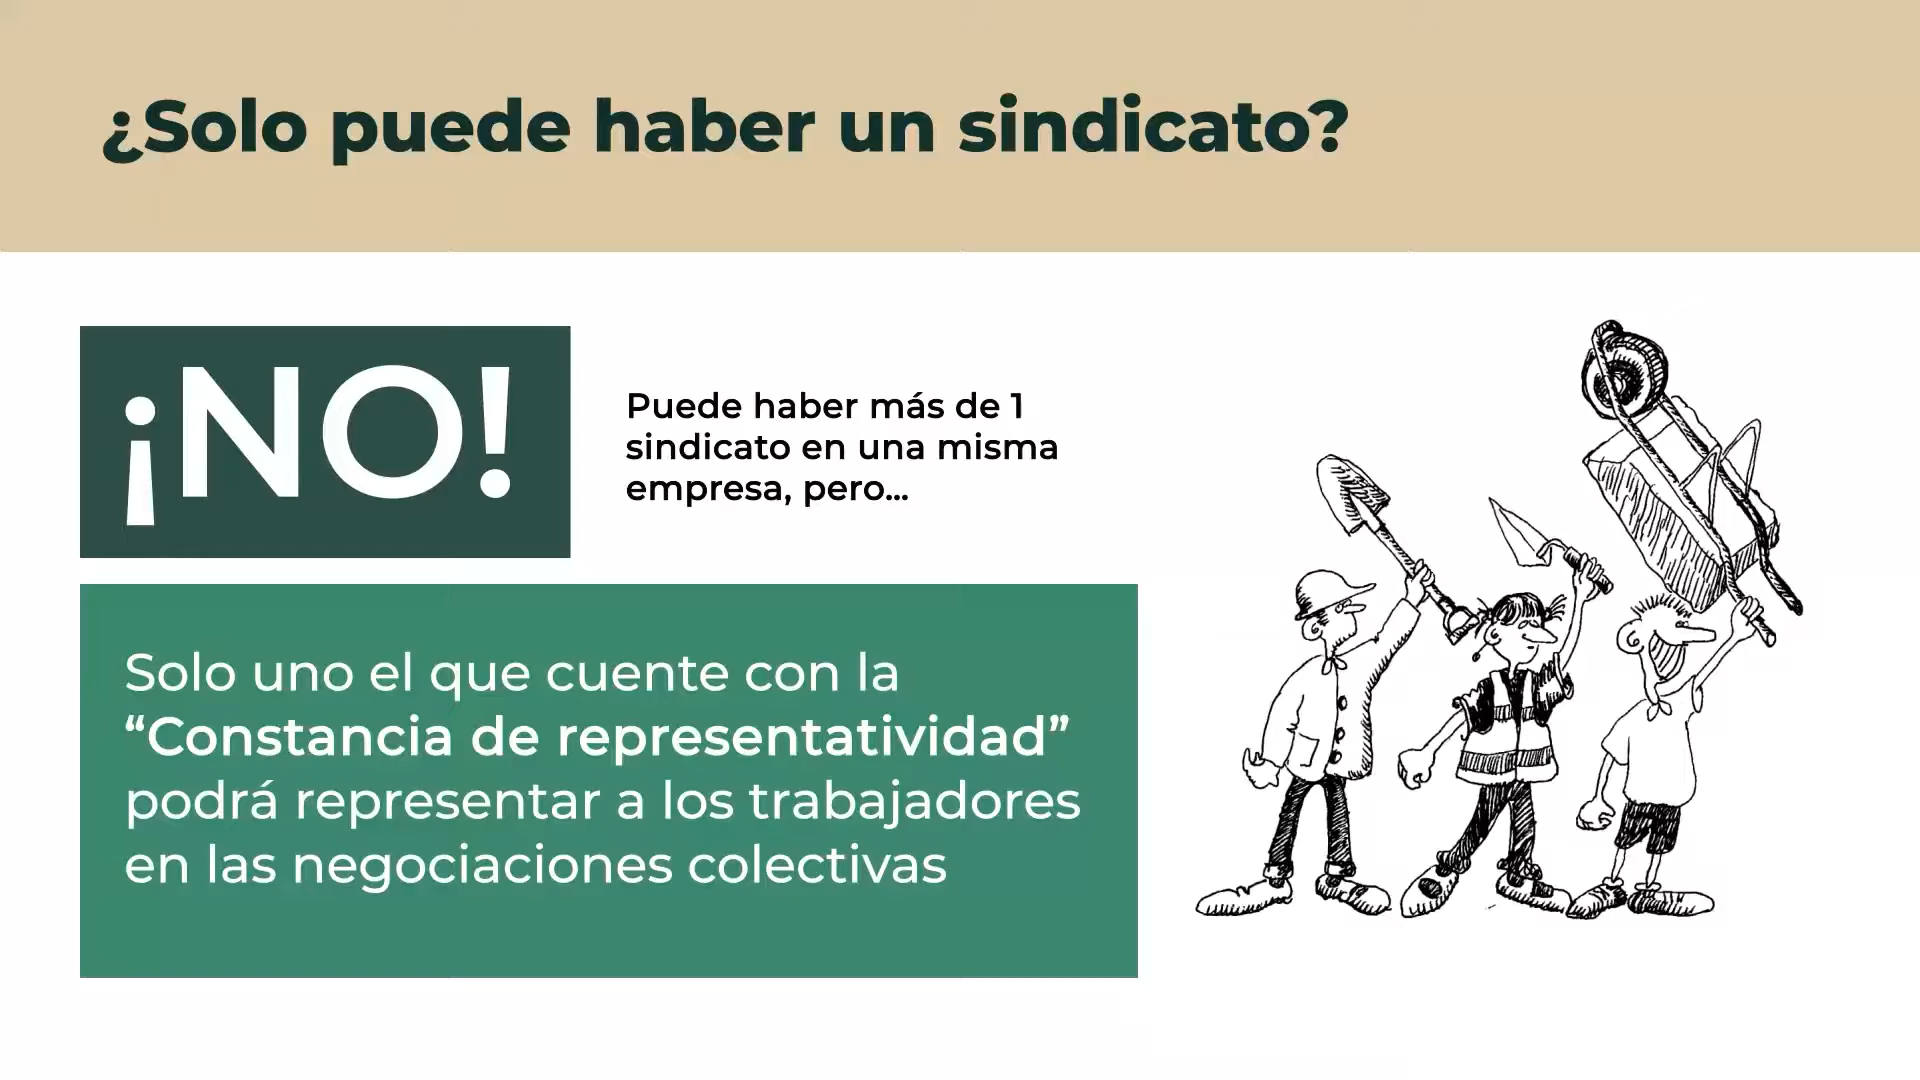 ¿Solo puede haber un sindicato?
¡NO!
Puede haber más de 1
sindicato en una misma
empresa, pero...
Solo uno el que cuente con la
“Constancia de representatividad”
podrá representar a los trabajadores
en las negociaciones colectivas